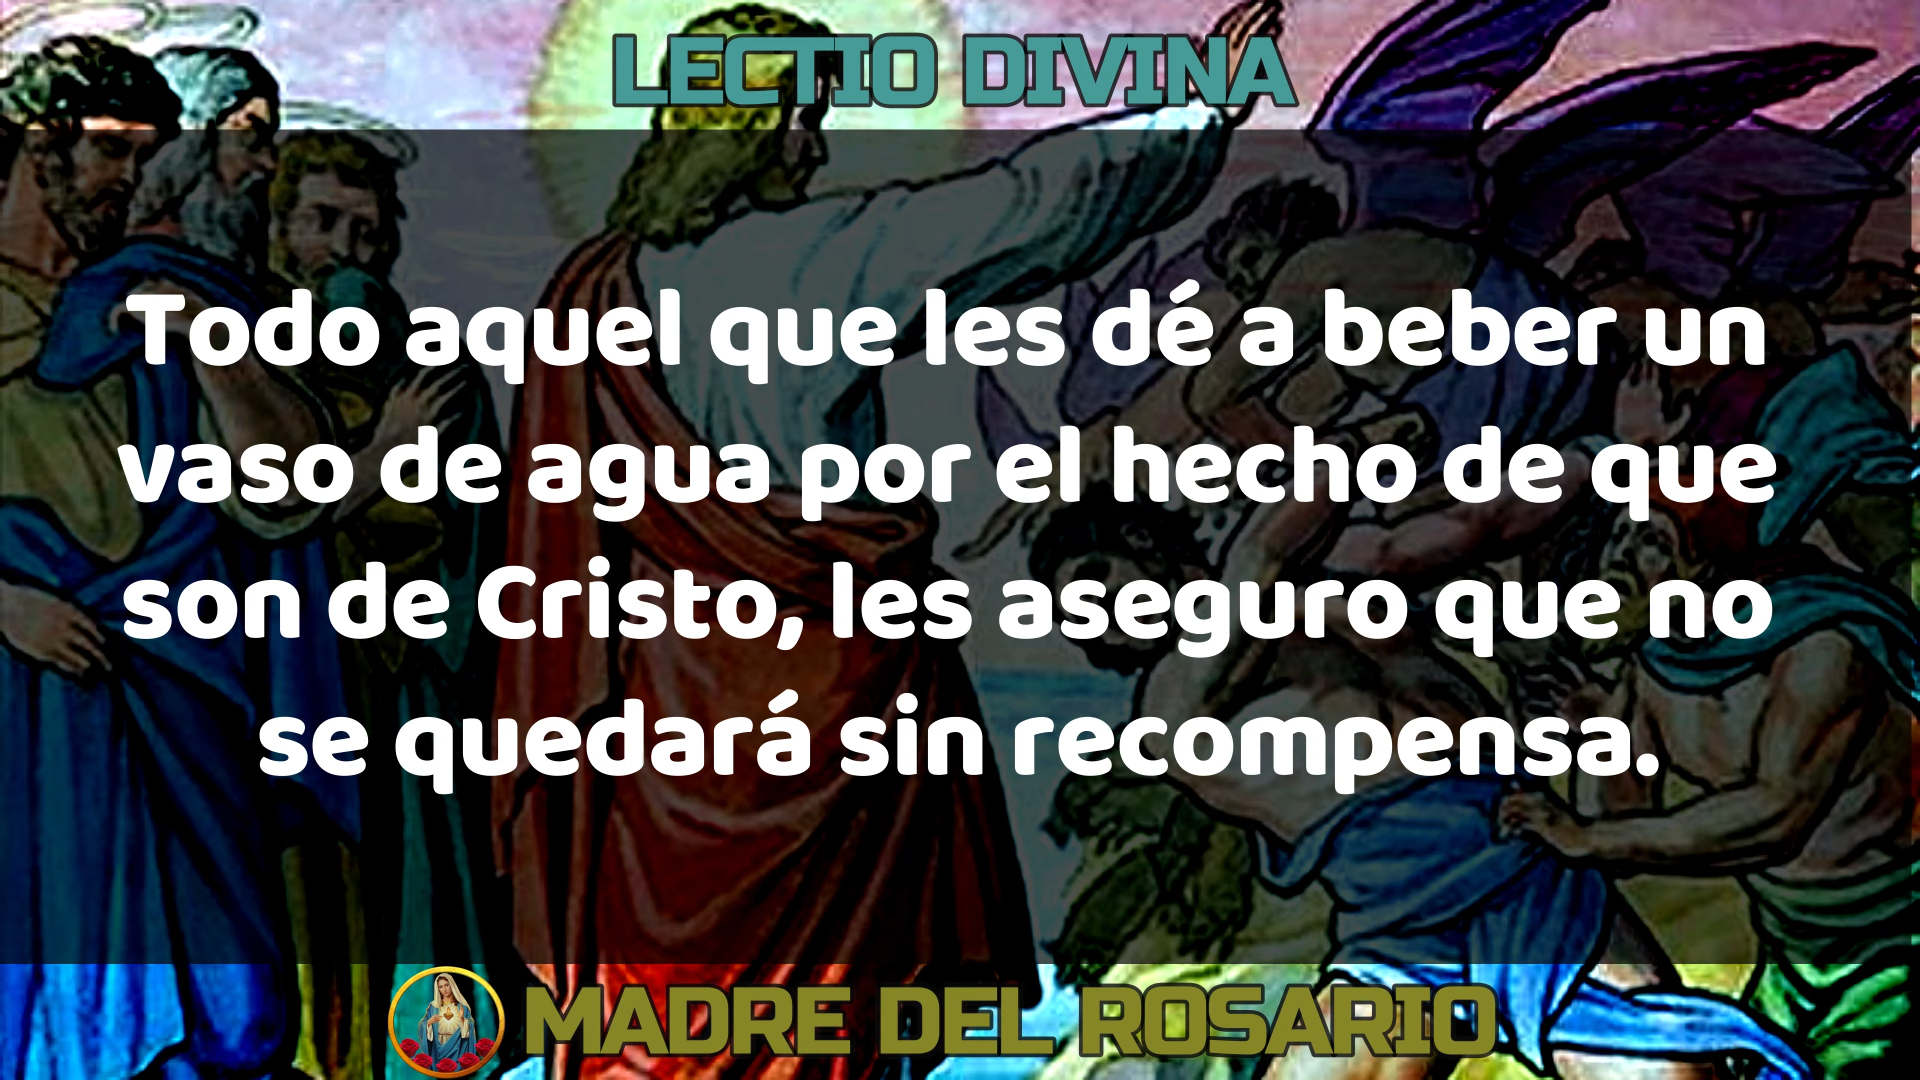 LECTIO DIVINA
Todo aquel que les dé a beber un
vaso de agua por el hecho de que
son de Cristo, les aseguro que no
se quedará sin recompensa.
MADRE DEL ROSARIO